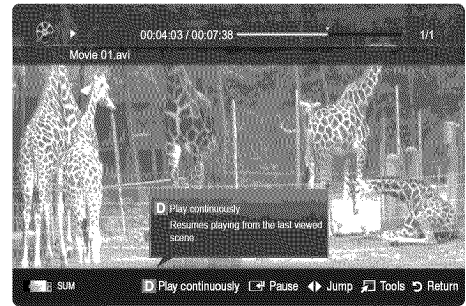 00:04:03 / 00:07:38
1/1
Movie 01.avi
D Play continuously
Resumes playing from the last viewed
scene.
SUM
D Play continuously
Pause
Jump
Tools
Return